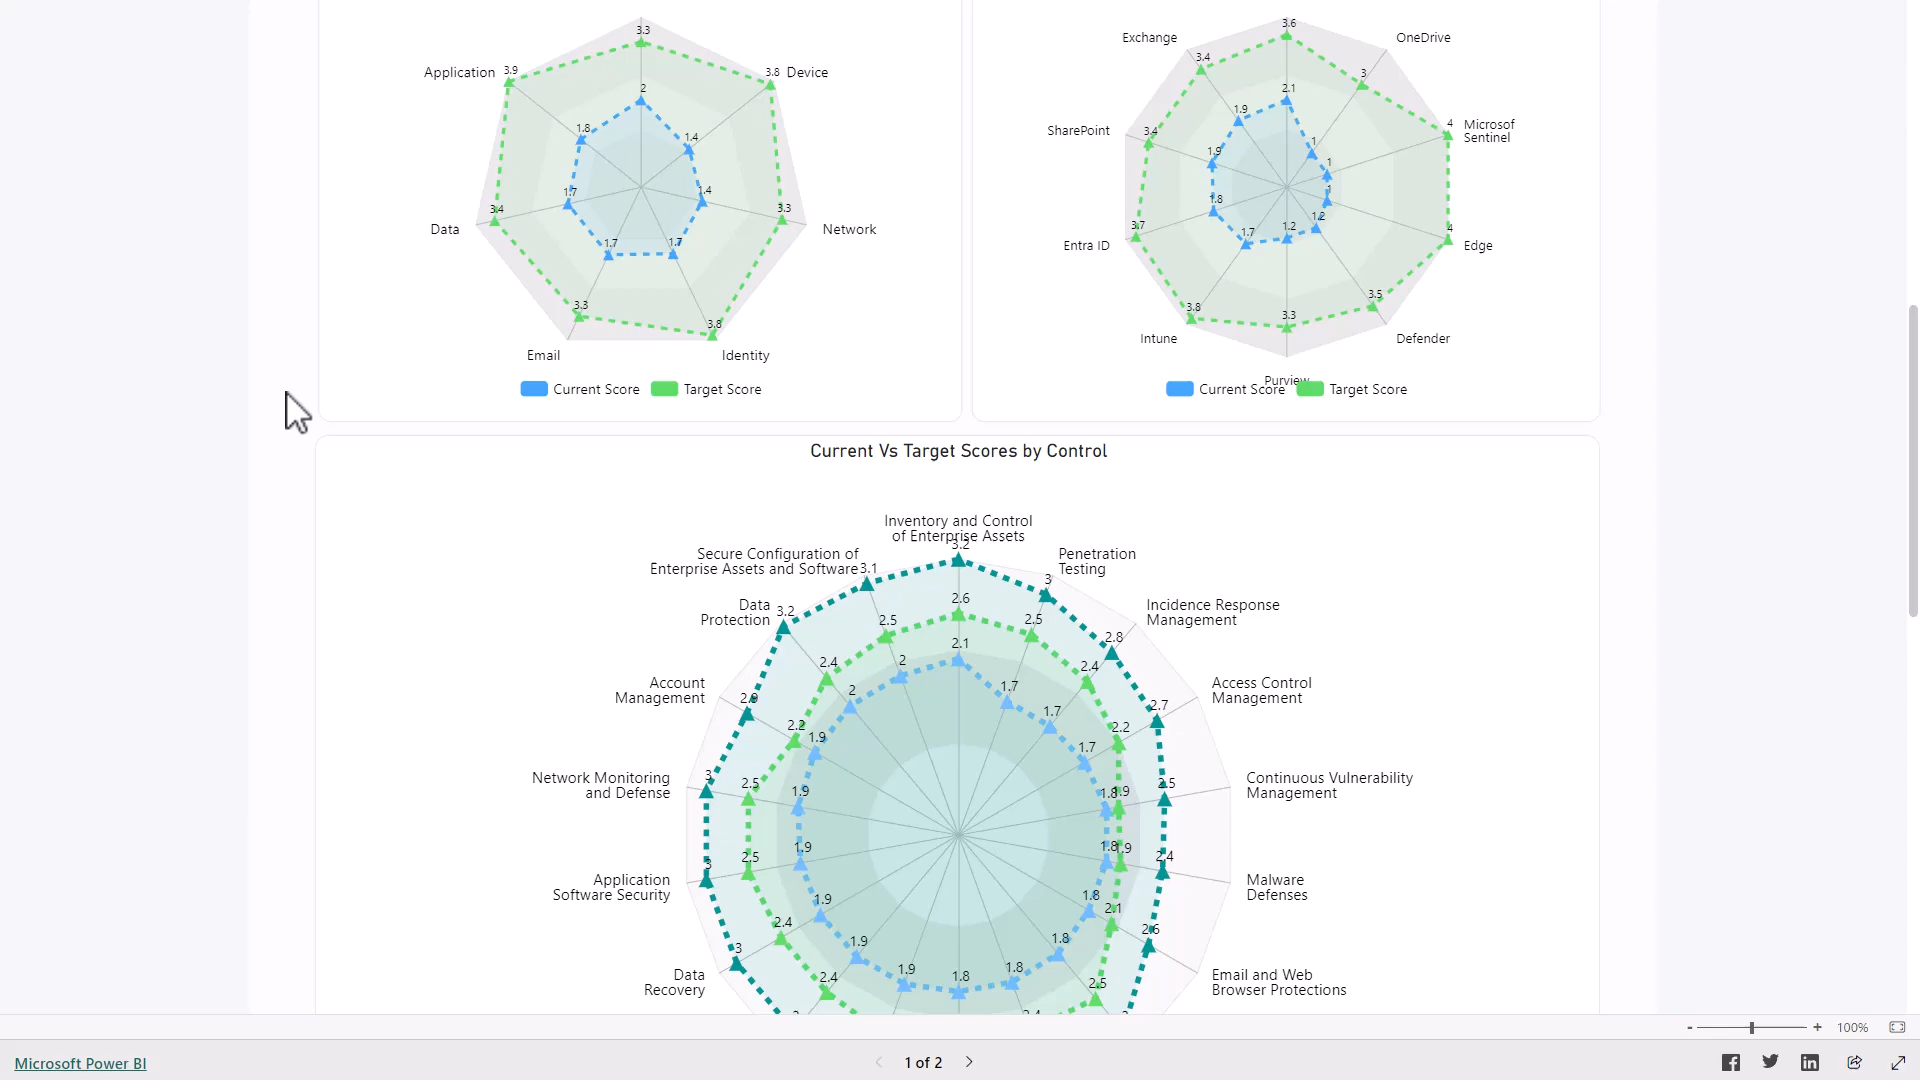 3.3
Application 3.9
3.8 Device
2
1.8
1.4
1.7
1.4
Data
3.4
3.3
Network
1.7
1.7
3.3
3.8
Email
Identity
Current Score
Target Score
3.6
Exchange
OneDrive
3.4
3
2.1
1.9
SharePoint
3.4
4 Microsof
Sentinel
1
1.9
1
1
1.8
3.7
1.2
4
Entra ID
1.7
1.2
Edge
3.8
3.5
3.3
Intune
Defender
Purview
Current Score
Target Score
Current Vs Target Scores by Control
Inventory and Control
of Enterprise Assets
3.2
Secure Configuration of
Enterprise Assets and Software 3.1
Penetration
Testing
3
Data
Protection
3.2
2.6
2.5
2.5
Incidence Response
Management
2.8
2.1
2.4
2
2.4
Account
Management
2.9
2
1.7
1.7
2.7
Access Control
Management
2.2
1.9
1.7
2.2
Network Monitoring
and Defense
3
2.5
1.9
1.8
1.9
2.5
Continuous Vulnerability
Management
3
2.5
1.9
1.8
1.9
2.4
Application
Software Security
Malware
Defenses
1.9
1.8
2.1
2.4
2.6
3
1.9
1.8
Data
Recovery
2.4
1.9
1.8
1.8
2.5
Email and Web
Browser Protections
- + 100%
Microsoft Power BI
1 of 2